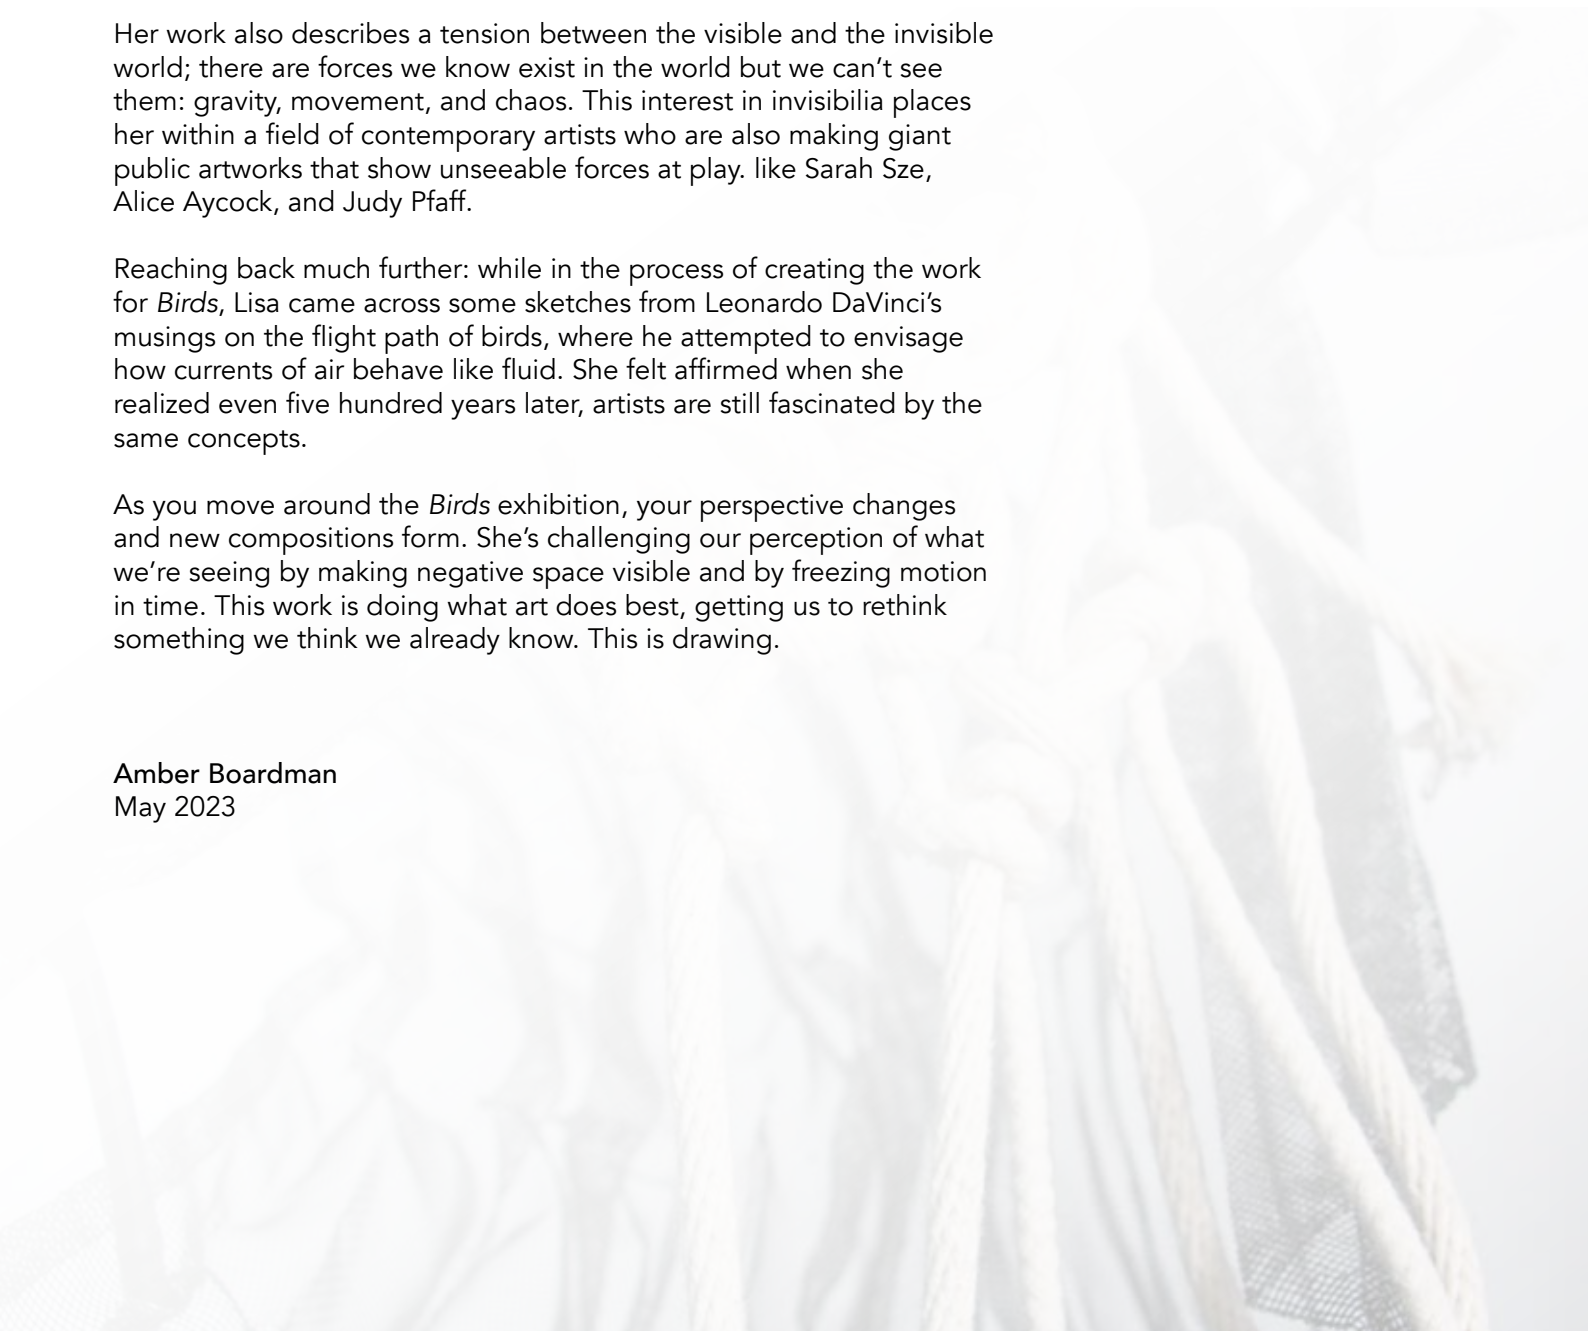 Her work also describes a tension between the visible and the invisible
world; there are forces we know exist in the world but we can’t see
them: gravity, movement, and chaos. This interest in invisibilia places
her within a field of contemporary artists who are also making giant
public artworks that show unseeable forces at play. like Sarah Sze,
Alice Aycock, and Judy Pfaff.
Reaching back much further: while in the process of creating the work
for Birds, Lisa came across some sketches from Leonardo DaVinci’s
musings on the flight path of birds, where he attempted to envisage
how currents of air behave like fluid. She felt affirmed when she
realized even five hundred years later, artists are still fascinated by the
same concepts.
As you move around the Birds exhibition, your perspective changes
and new compositions form. She’s challenging our perception of what
we’re seeing by making negative space visible and by freezing motion
in time. This work is doing what art does best, getting us to rethink
something we think we already know. This is drawing.
Amber Boardman
May 2023